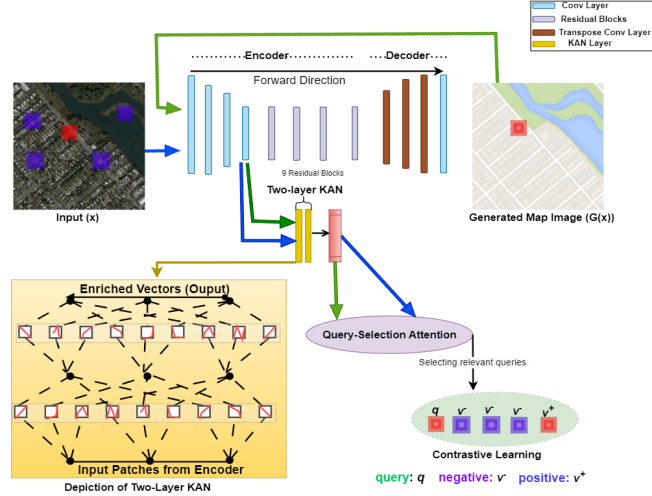 Conv Layer
Residual Blocks
Transpose Conv Layer
KAN Layer
Encoder
Decoder
Forward Direction
9 Residual Blocks
Input (x)
Two-layer KAN
Generated Map Image (G(x))
Enriched Vectors (Ouput)
Input Patches from Encoder
Depiction of Two-Layer KAN
Query-Selection Attention
Selecting relevant queries
q v- v- v- v+
Contrastive Learning
query: q negative: v- positive: v+